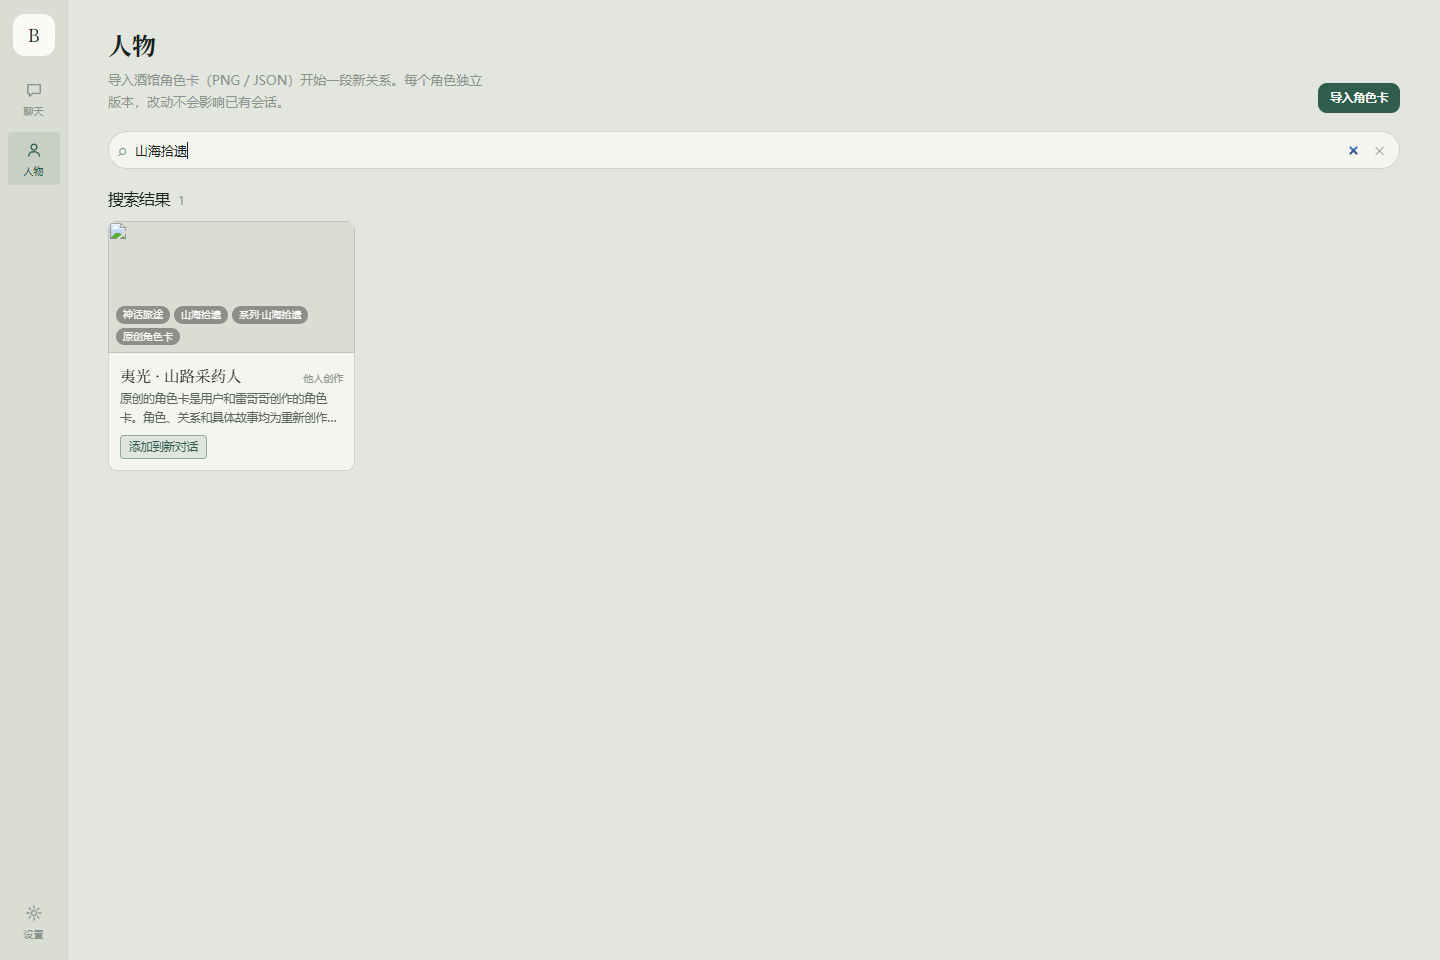 B
聊天
人物
设置
人物
导入酒馆角色卡（PNG / JSON）开始一段新关系。每个角色独立
版本，改动不会影响已有会话。
导入角色卡
山海拾遗
搜索结果 1
神话旅途 山海拾遗 系列·山海拾遗
原创角色卡
夷光 · 山路采药人 他人创作
原创的角色卡是用户和雷哥哥创作的角色
卡。角色、关系和具体故事均为重新创作...
添加到新对话